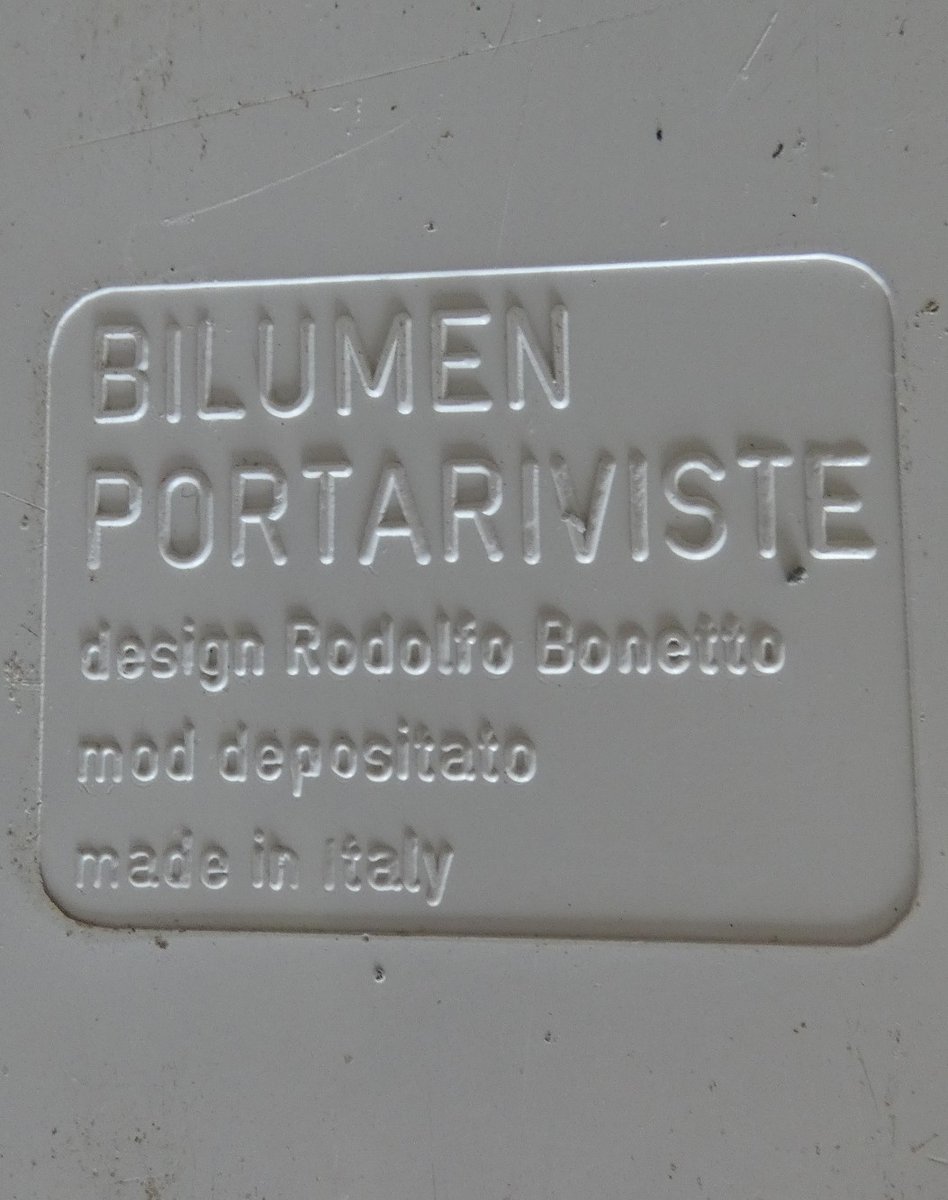 BILUMEN
PORTARIVISTE
design Rodolfo Bonetto
mod depositato
made in Italy